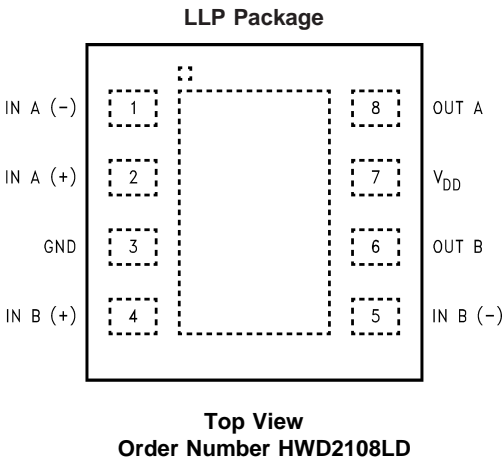 LLP Package
IN A (−) 1 8 OUT A
IN A (+) 2 7 VDD
GND 3 6 OUT B
IN B (+) 4 5 IN B (−)
Top View
Order Number HWD2108LD